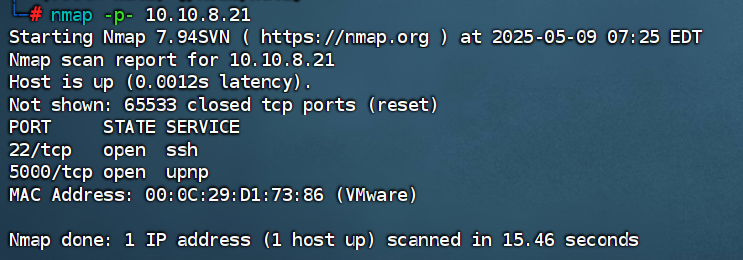 └─# nmap -p- 10.10.8.21
Starting Nmap 7.94SVN ( https://nmap.org ) at 2025-05-09 07:25 EDT
Nmap scan report for 10.10.8.21
Host is up (0.0012s latency).
Not shown: 65533 closed tcp ports (reset)
PORT     STATE SERVICE
22/tcp   open  ssh
5000/tcp open  upnp
MAC Address: 00:0C:29:D1:73:86 (VMware)
Nmap done: 1 IP address (1 host up) scanned in 15.46 seconds